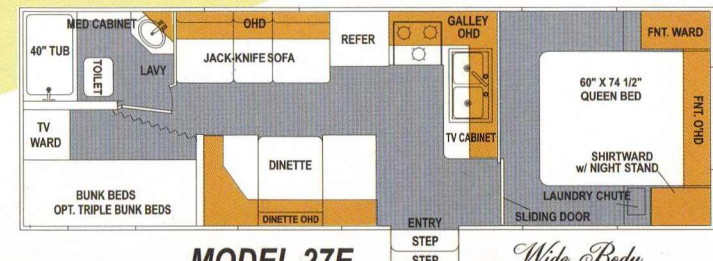 MED CABINET
OHD
GALLEY
OHD
FNT. WARD
40" TUB
TOILET
LAVY
JACK-KNIFE SOFA
REFER
60" X 74 1/2"
QUEEN BED
FNT. O'HD
TV
WARD
TV CABINET
DINETTE
SHIRTWARD
w/ NIGHT STAND
BUNK BEDS
OPT. TRIPLE BUNK BEDS
LAUNDRY CHUTE
DINETTE OHD
ENTRY
SLIDING DOOR
STEP
STEP
Wide Body